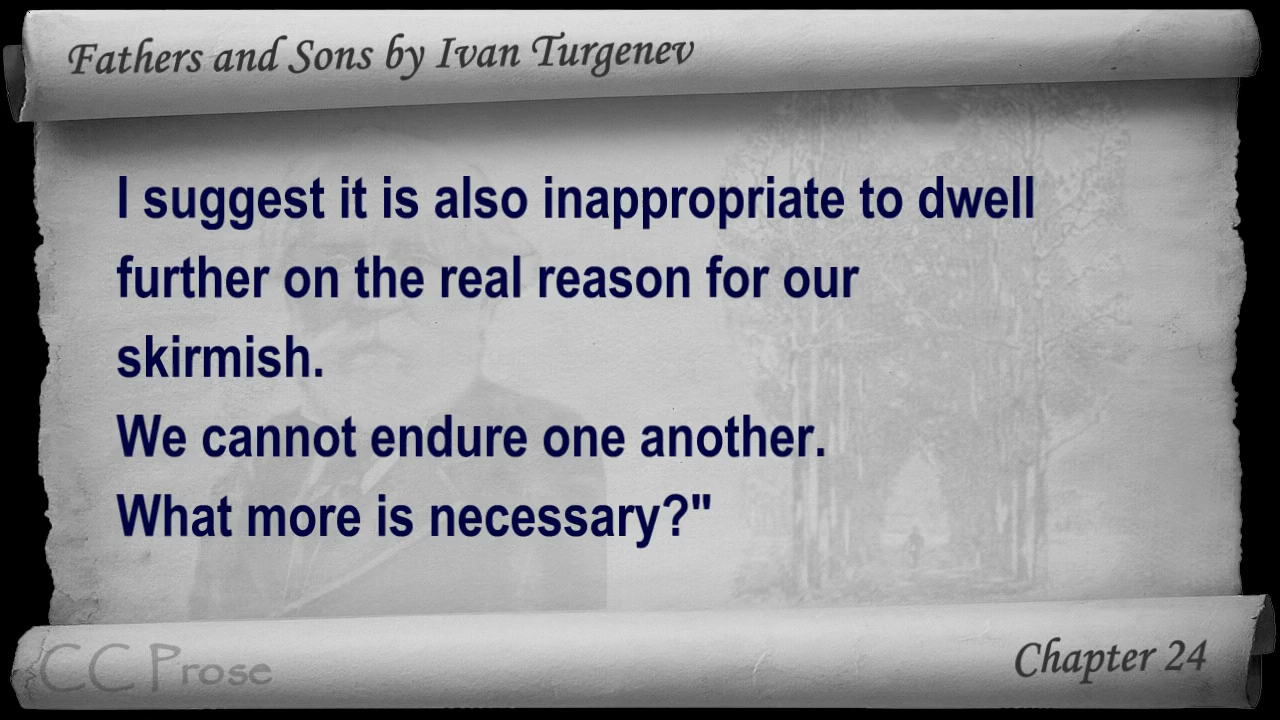 Fathers and Sons by Ivan Turgenev
I suggest it is also inappropriate to dwell
further on the real reason for our
skirmish.
We cannot endure one another.
What more is necessary?"
CC Prose
Chapter 24